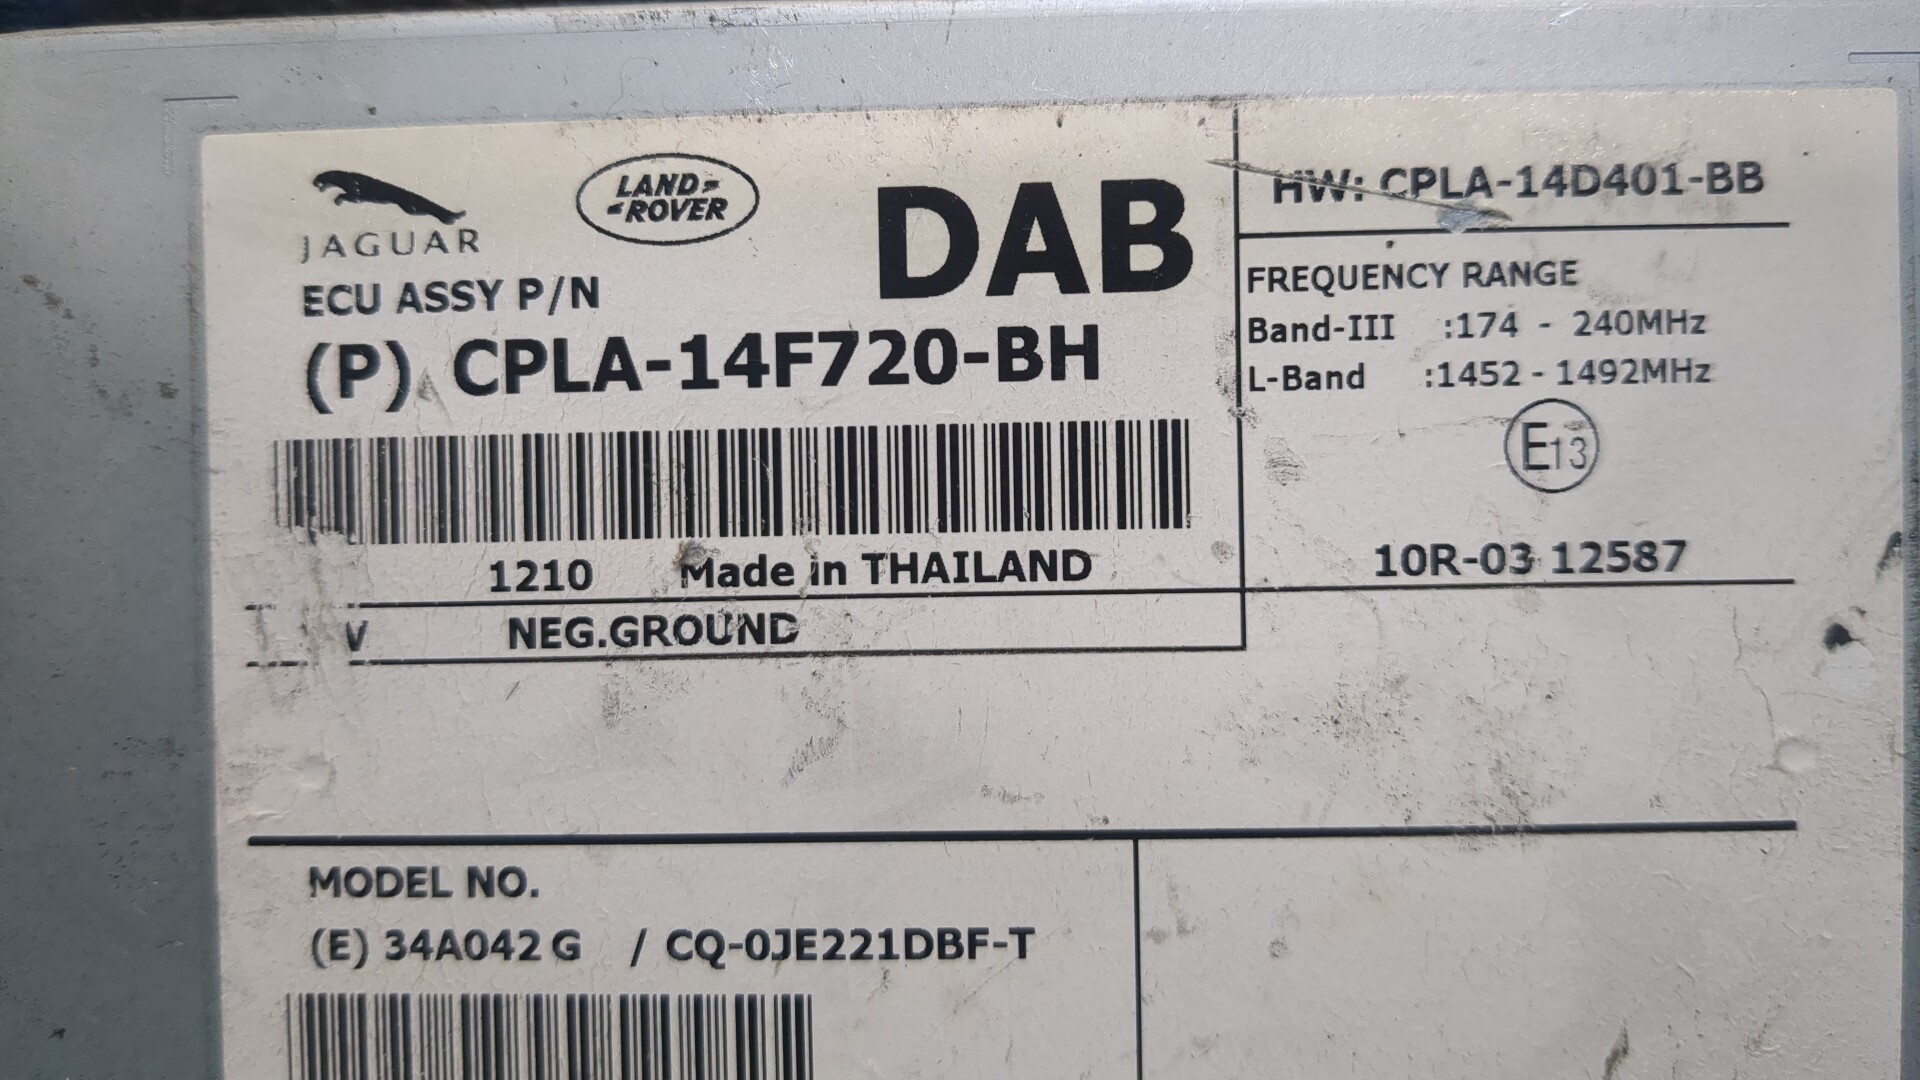 JAGUAR
LAND-
-ROVER
DAB
ECU ASSY P/N
(P) CPLA-14F720-BH
1210 Made in THAILAND
V NEG.GROUND
HW: CPLA-14D401-BB
FREQUENCY RANGE
Band-III :174 - 240MHz
L-Band :1452 - 1492MHz
E13
10R-03 12587
MODEL NO.
(E) 34A042 G / CQ-0JE221DBF-T